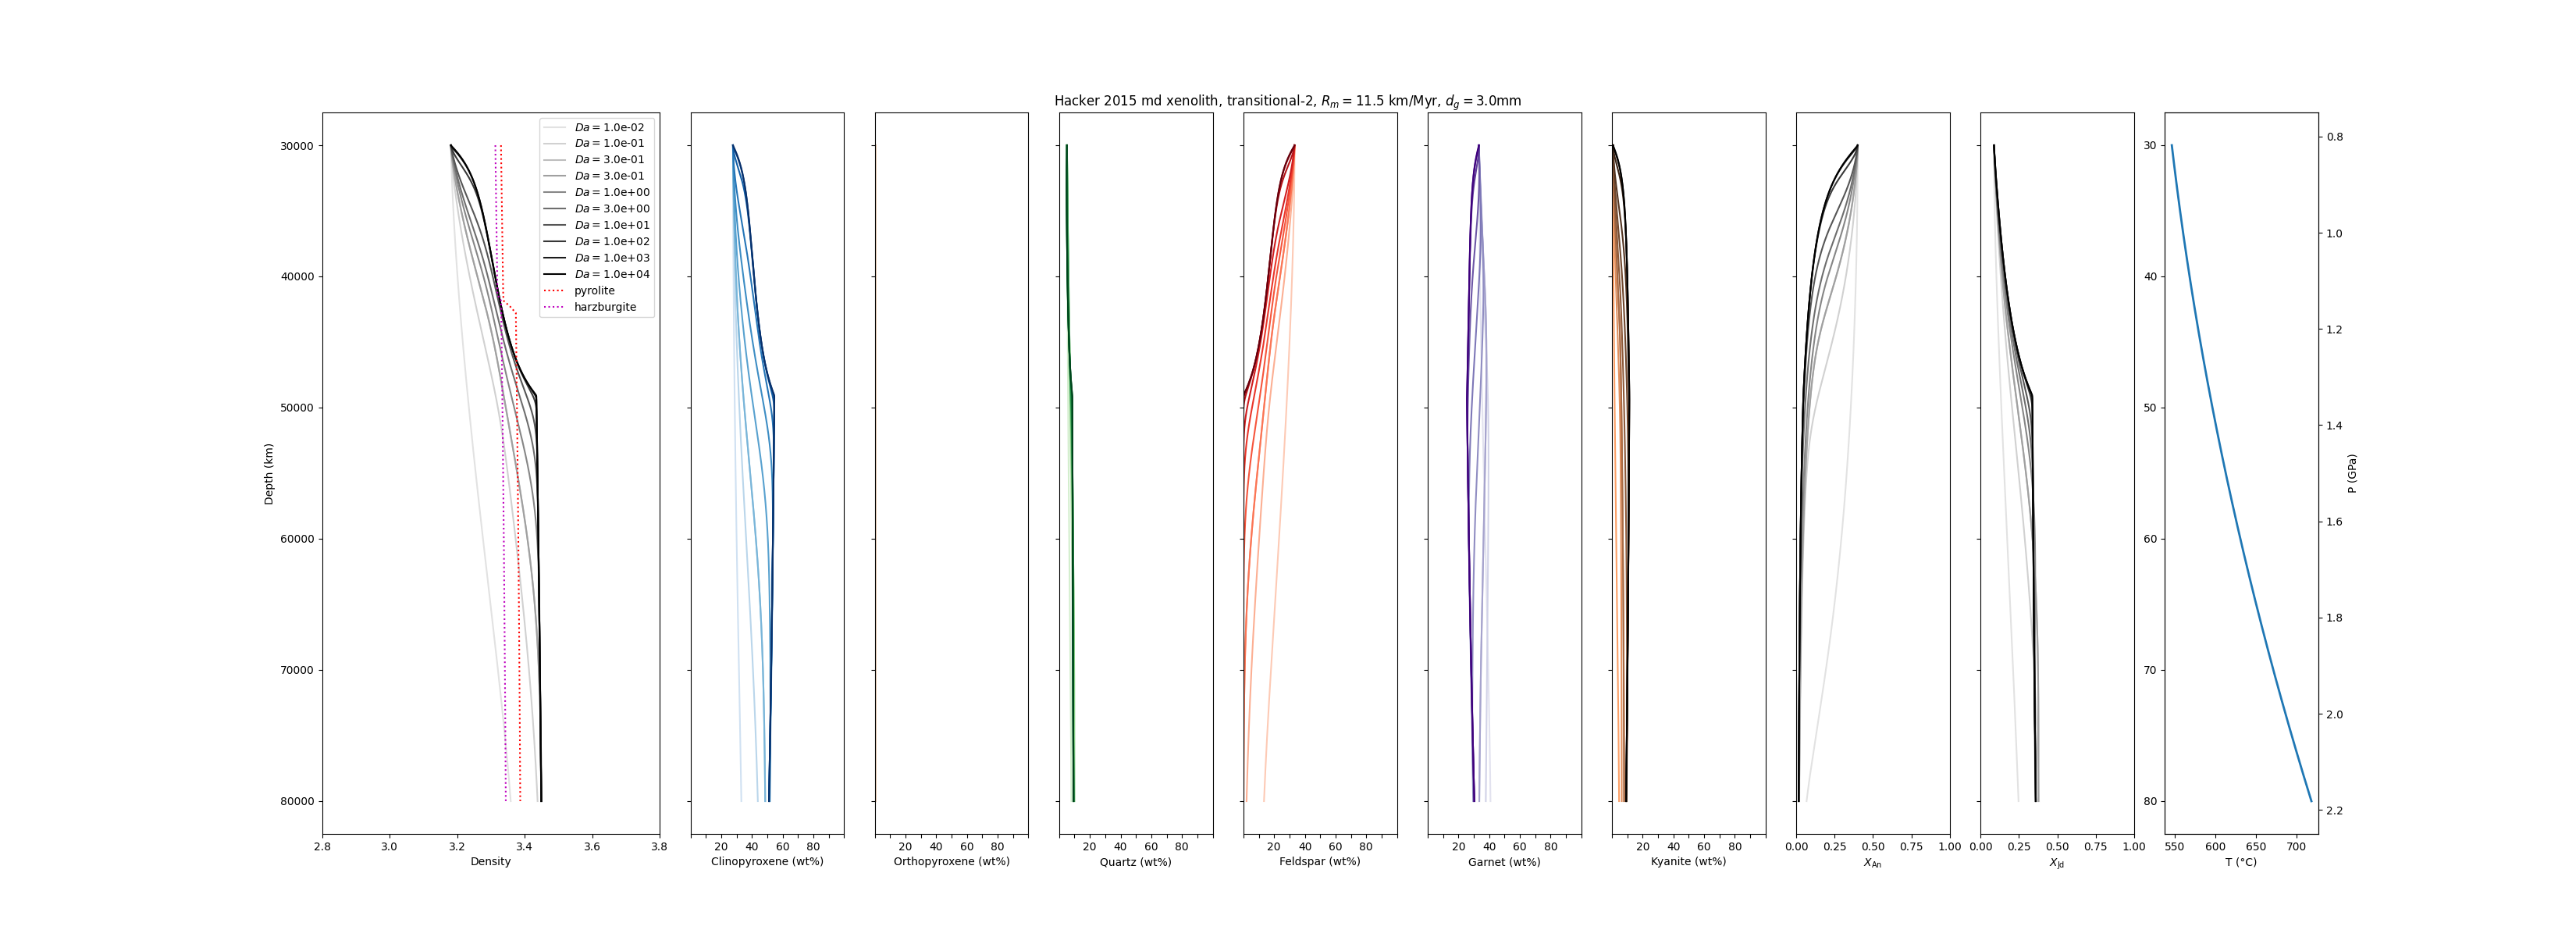 Hacker 2015 md xenolith, transitional-2, Rm = 11.5 km/Myr, dg = 3.0mm
Da = 1.0e-02
Da = 1.0e-01
Da = 3.0e-01
Da = 3.0e-01
Da = 1.0e+00
Da = 3.0e+00
Da = 1.0e+01
Da = 1.0e+02
Da = 1.0e+03
Da = 1.0e+04
pyrolite
harzburgite
Depth (km)
30000
40000
50000
60000
70000
80000
2.8 3.0 3.2 3.4 3.6 3.8
Density
20 40 60 80
Clinopyroxene (wt%)
20 40 60 80
Orthopyroxene (wt%)
20 40 60 80
Quartz (wt%)
20 40 60 80
Feldspar (wt%)
20 40 60 80
Garnet (wt%)
20 40 60 80
Kyanite (wt%)
0.00 0.25 0.50 0.75 1.00
XAn
0.00 0.25 0.50 0.75 1.00
XJd
30
40
50
60
70
80
550 600 650 700
T (°C)
0.8
1.0
1.2
1.4
1.6
1.8
2.0
2.2
P (GPa)